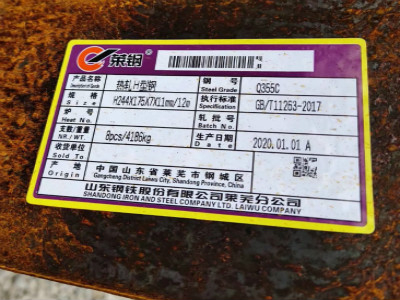 莱钢
产品名称 热轧H型钢 钢号 Q355C
Description of Goods Steel Grade
规格 H244X175X7X11mm/12m 执行标准 GB/T11263-2017
Size Specification
炉号 轧批号
Heat No. Batch No.
支数/重量 8pcs/4186kg 生产日期 2020.01.01 A
NR./WT. Date
收货单位
Sold To
产地 中国山东省莱芜市钢城区
Origin Gangcheng District Laiwu City, Shandong Province, China
山东钢铁股份有限公司莱芜分公司
SHANDONG IRON AND STEEL COMPANY LTD. LAIWU COMPANY